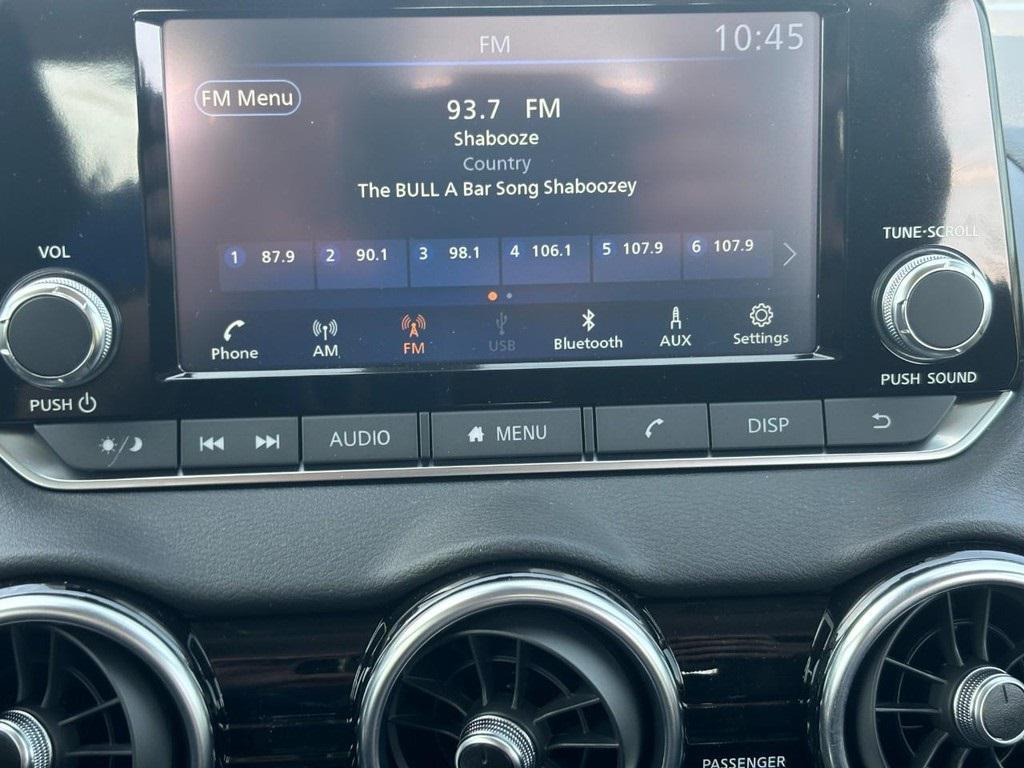 FM
10:45
FM Menu
93.7 FM
Shabooze
Country
The BULL A Bar Song Shaboozey
1 87.9 2 90.1 3 98.1 4 106.1 5 107.9 6 107.9
Phone AM FM USB Bluetooth AUX Settings
VOL
PUSH
TUNE·SCROLL
PUSH SOUND
AUDIO MENU DISP
PASSENGER